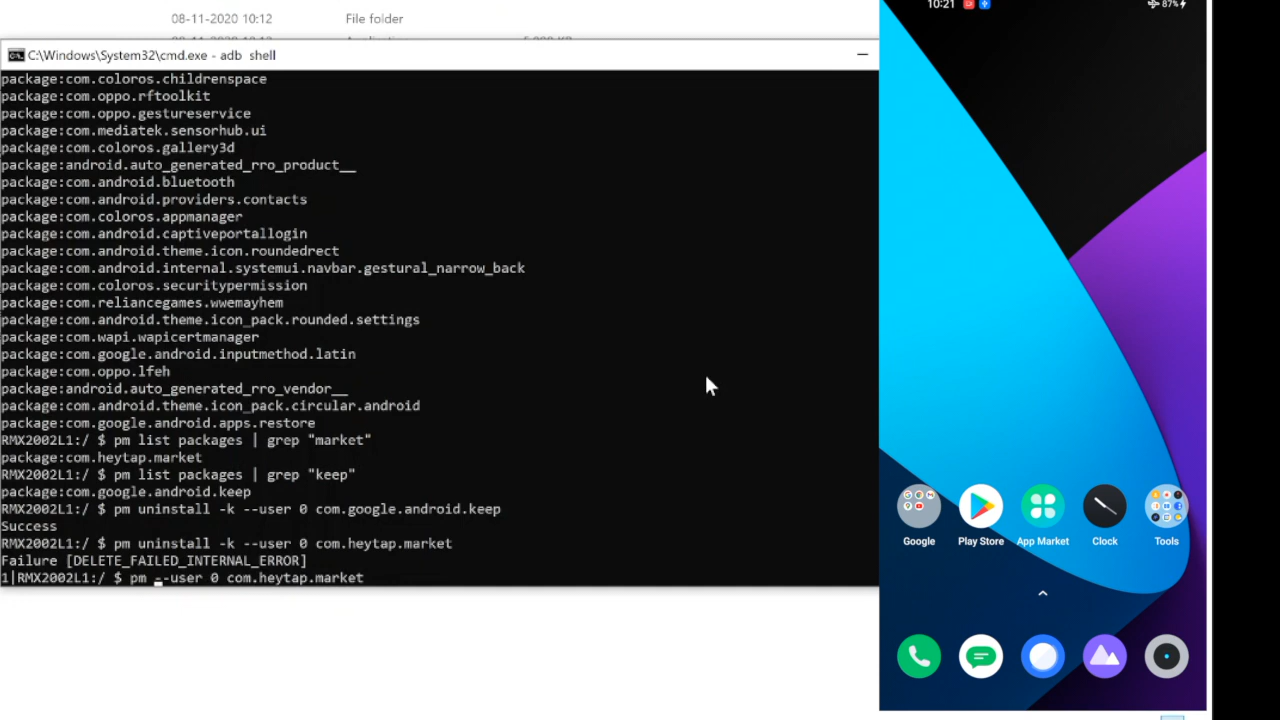 08-11-2020 10:12 File folder
C:\Windows\System32\cmd.exe - adb shell
package:com.coloros.childrenspace
package:com.oppo.rftoolkit
package:com.oppo.gestureservice
package:com.mediatek.sensorhub.ui
package:com.coloros.gallery3d
package:android.auto_generated_rro_product__
package:com.android.bluetooth
package:com.android.providers.contacts
package:com.coloros.appmanager
package:com.android.captiveportallogin
package:com.android.theme.icon.roundedrect
package:com.android.internal.systemui.navbar.gestural_narrow_back
package:com.coloros.securitypermission
package:com.reliancegames.wwemayhem
package:com.android.theme.icon_pack.rounded.settings
package:com.wapi.wapicertmanager
package:com.google.android.inputmethod.latin
package:com.oppo.lfeh
package:android.auto_generated_rro_vendor__
package:com.android.theme.icon_pack.circular.android
package:com.google.android.apps.restore
RMX2002L1:/ $ pm list packages | grep "market"
package:com.heytap.market
RMX2002L1:/ $ pm list packages | grep "keep"
package:com.google.android.keep
RMX2002L1:/ $ pm uninstall -k --user 0 com.google.android.keep
Success
RMX2002L1:/ $ pm uninstall -k --user 0 com.heytap.market
Failure [DELETE_FAILED_INTERNAL_ERROR]
1|RMX2002L1:/ $ pm --user 0 com.heytap.market
10:21 87%
Google Play Store App Market Clock Tools